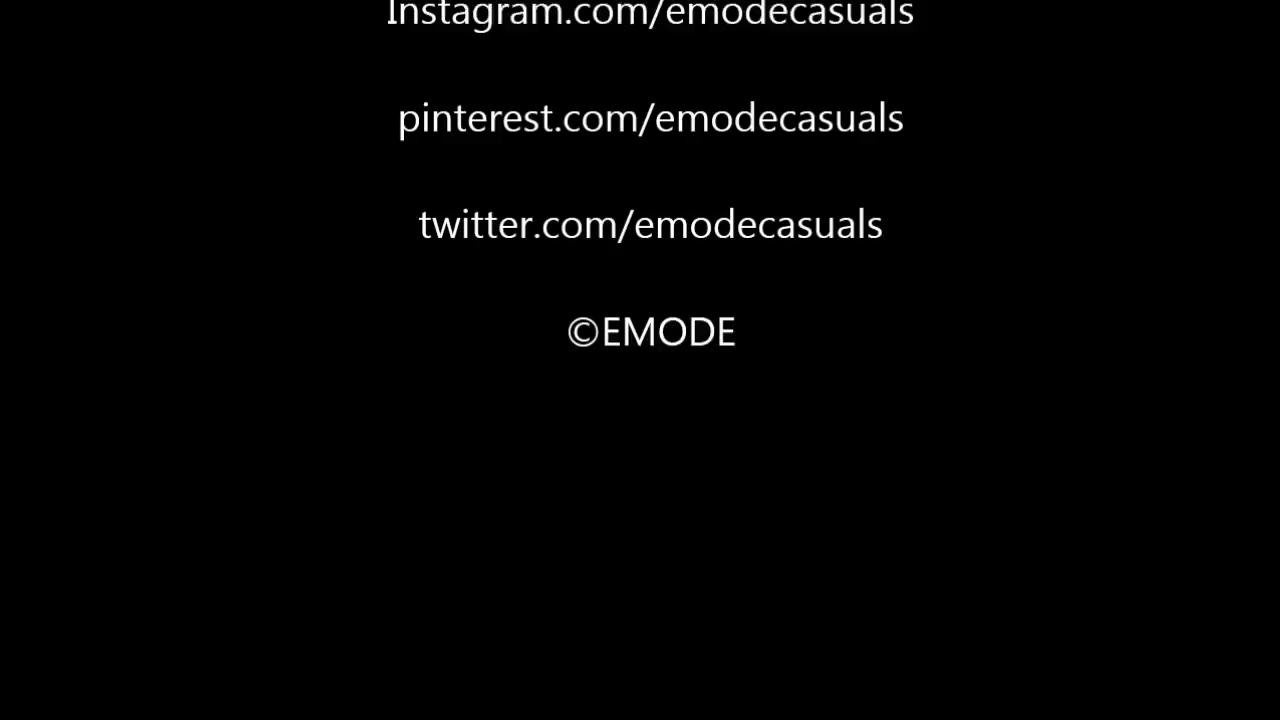 Instagram.com/emodecasuals
pinterest.com/emodecasuals
twitter.com/emodecasuals
©EMODE